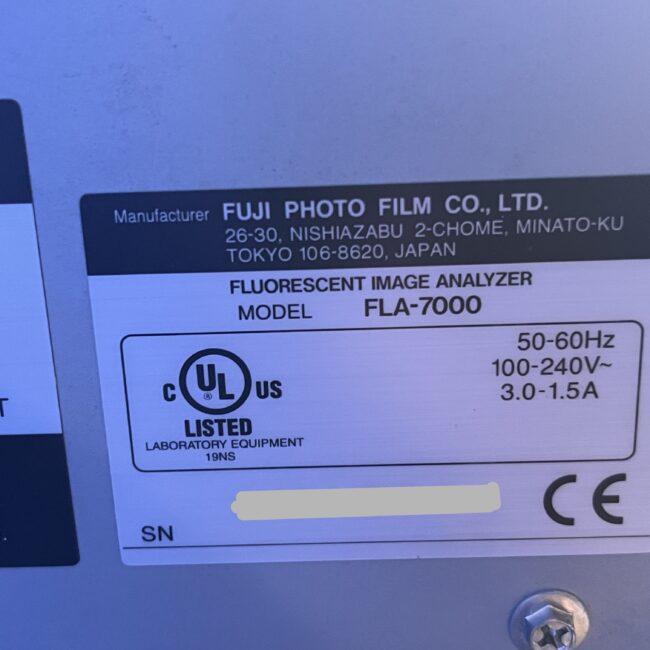 Manufacturer FUJI PHOTO FILM CO., LTD.
26-30, NISHIAZABU 2-CHOME, MINATO-KU
TOKYO 106-8620, JAPAN
FLUORESCENT IMAGE ANALYZER
MODEL FLA-7000
50-60Hz
100-240V~
3.0-1.5A
C UL ® US
LISTED
LABORATORY EQUIPMENT
19NS
CE
SN
T